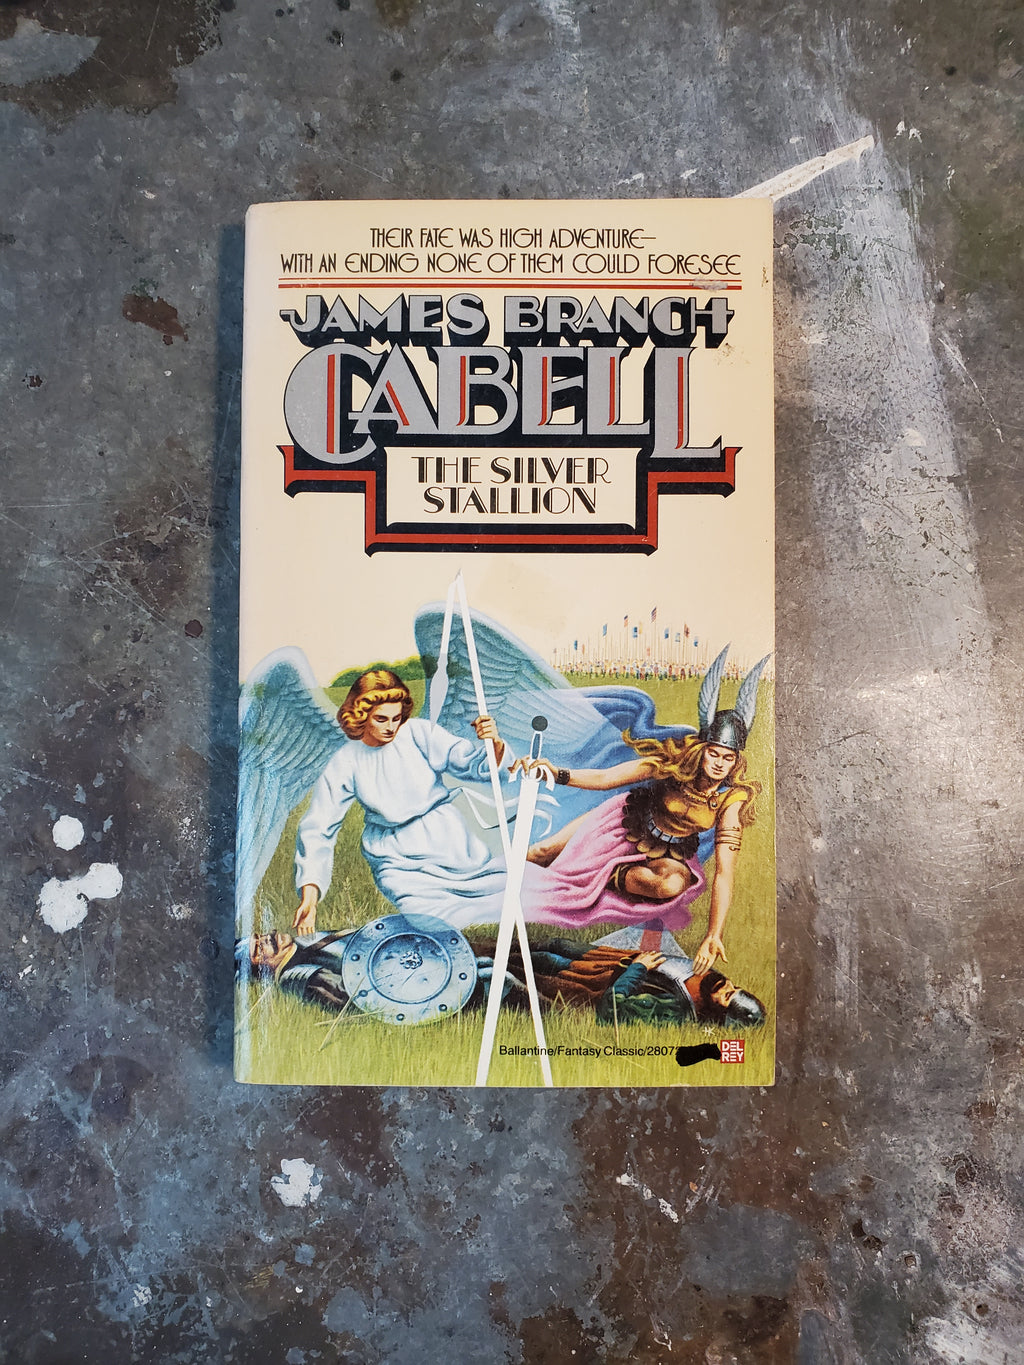 THEIR FATE WAS HIGH ADVENTURE—
WITH AN ENDING NONE OF THEM COULD FORESEE
JAMES BRANCH
CABELL
THE SILVER
STALLION
Ballantine/Fantasy Classic/28072
DEL
REY